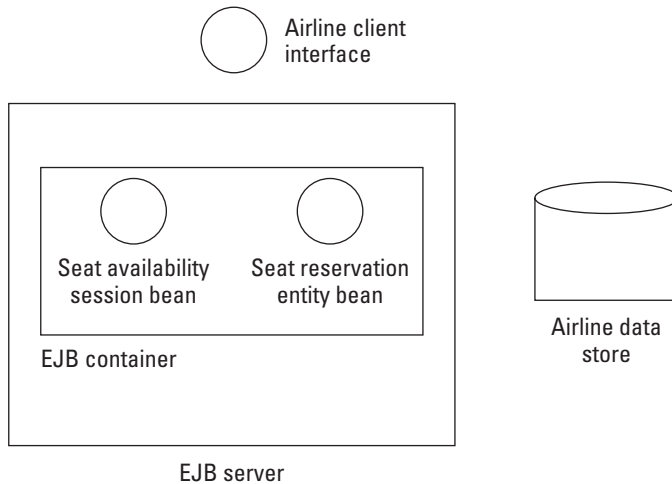 Airline client
interface
Seat availability
session bean
Seat reservation
entity bean
EJB container
Airline data
store
EJB server